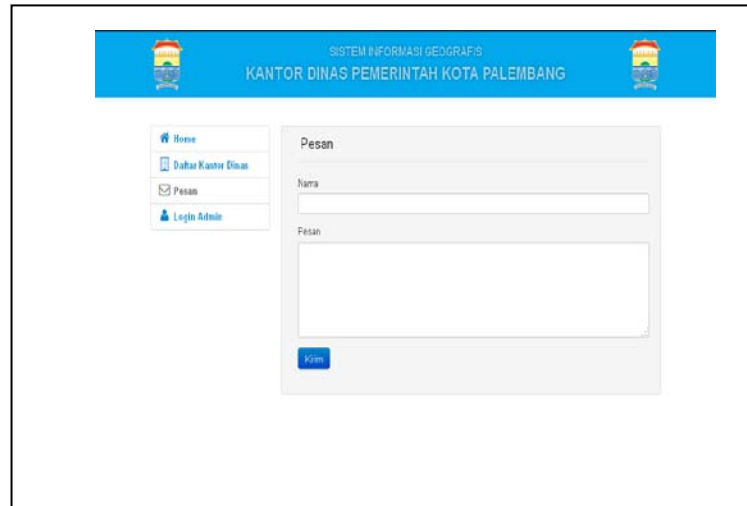 SISTEM INFORMASI GEOGRAFIS
KANTOR DINAS PEMERINTAH KOTA PALEMBANG
Home
Daftar Kantor Dinas
Pesan
Login Admin
Pesan
Nama
Pesan
Kirim